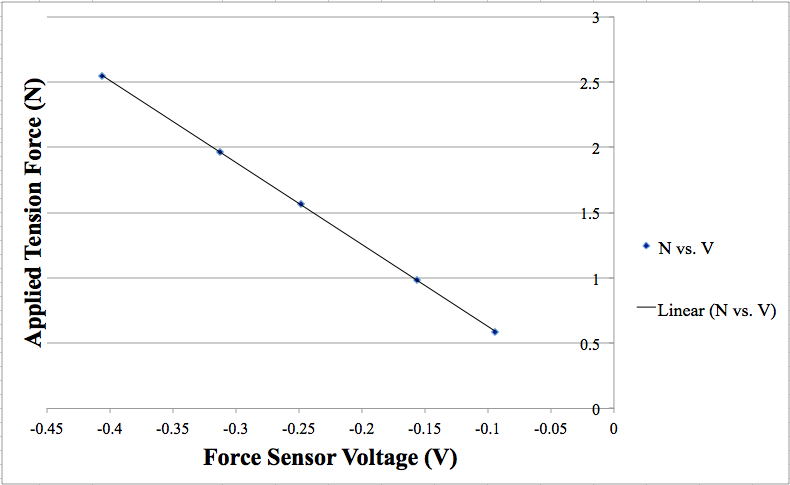 Applied Tension Force (N)
3
2.5
2
1.5
1
0.5
0
-0.45 -0.4 -0.35 -0.3 -0.25 -0.2 -0.15 -0.1 -0.05 0
Force Sensor Voltage (V)
N vs. V
Linear (N vs. V)